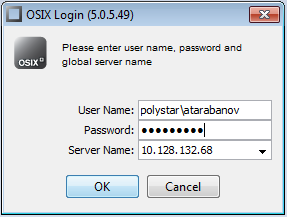 OSIX Login (5.0.5.49)
Please enter user name, password and
global server name
OSIX
User Name: polystar\atarabanov
Password: ●●●●●●●●●
Server Name: 10.128.132.68
OK Cancel